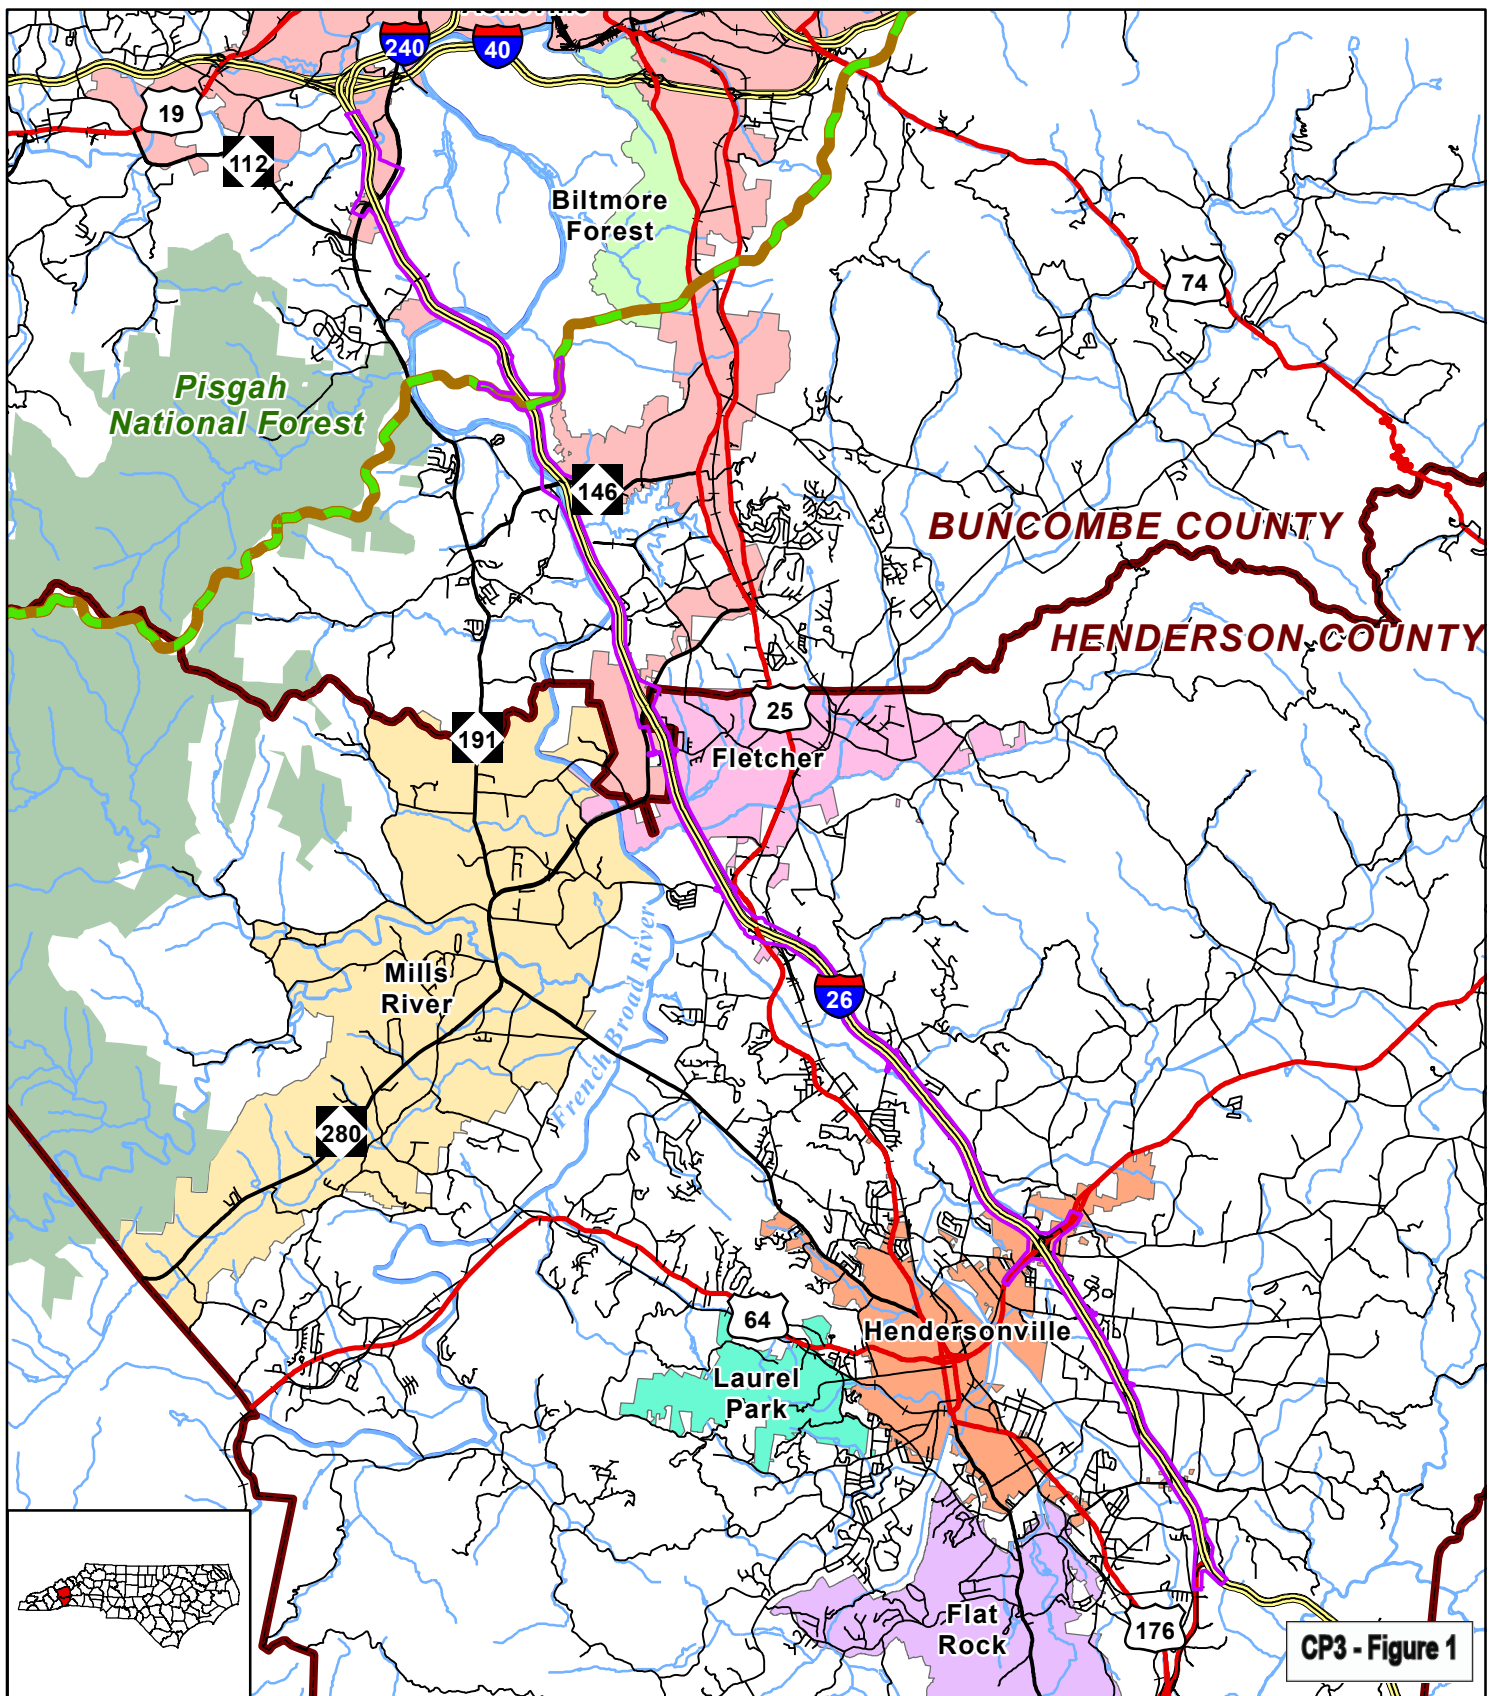 Asheville
240
40
19
112
Biltmore
Forest
74
Pisgah
National Forest
146
BUNCOMBE COUNTY
HENDERSON COUNTY
25
191
Fletcher
Mills
River
French Broad River
26
280
64
Hendersonville
Laurel
Park
Flat
Rock
176
CP3 - Figure 1